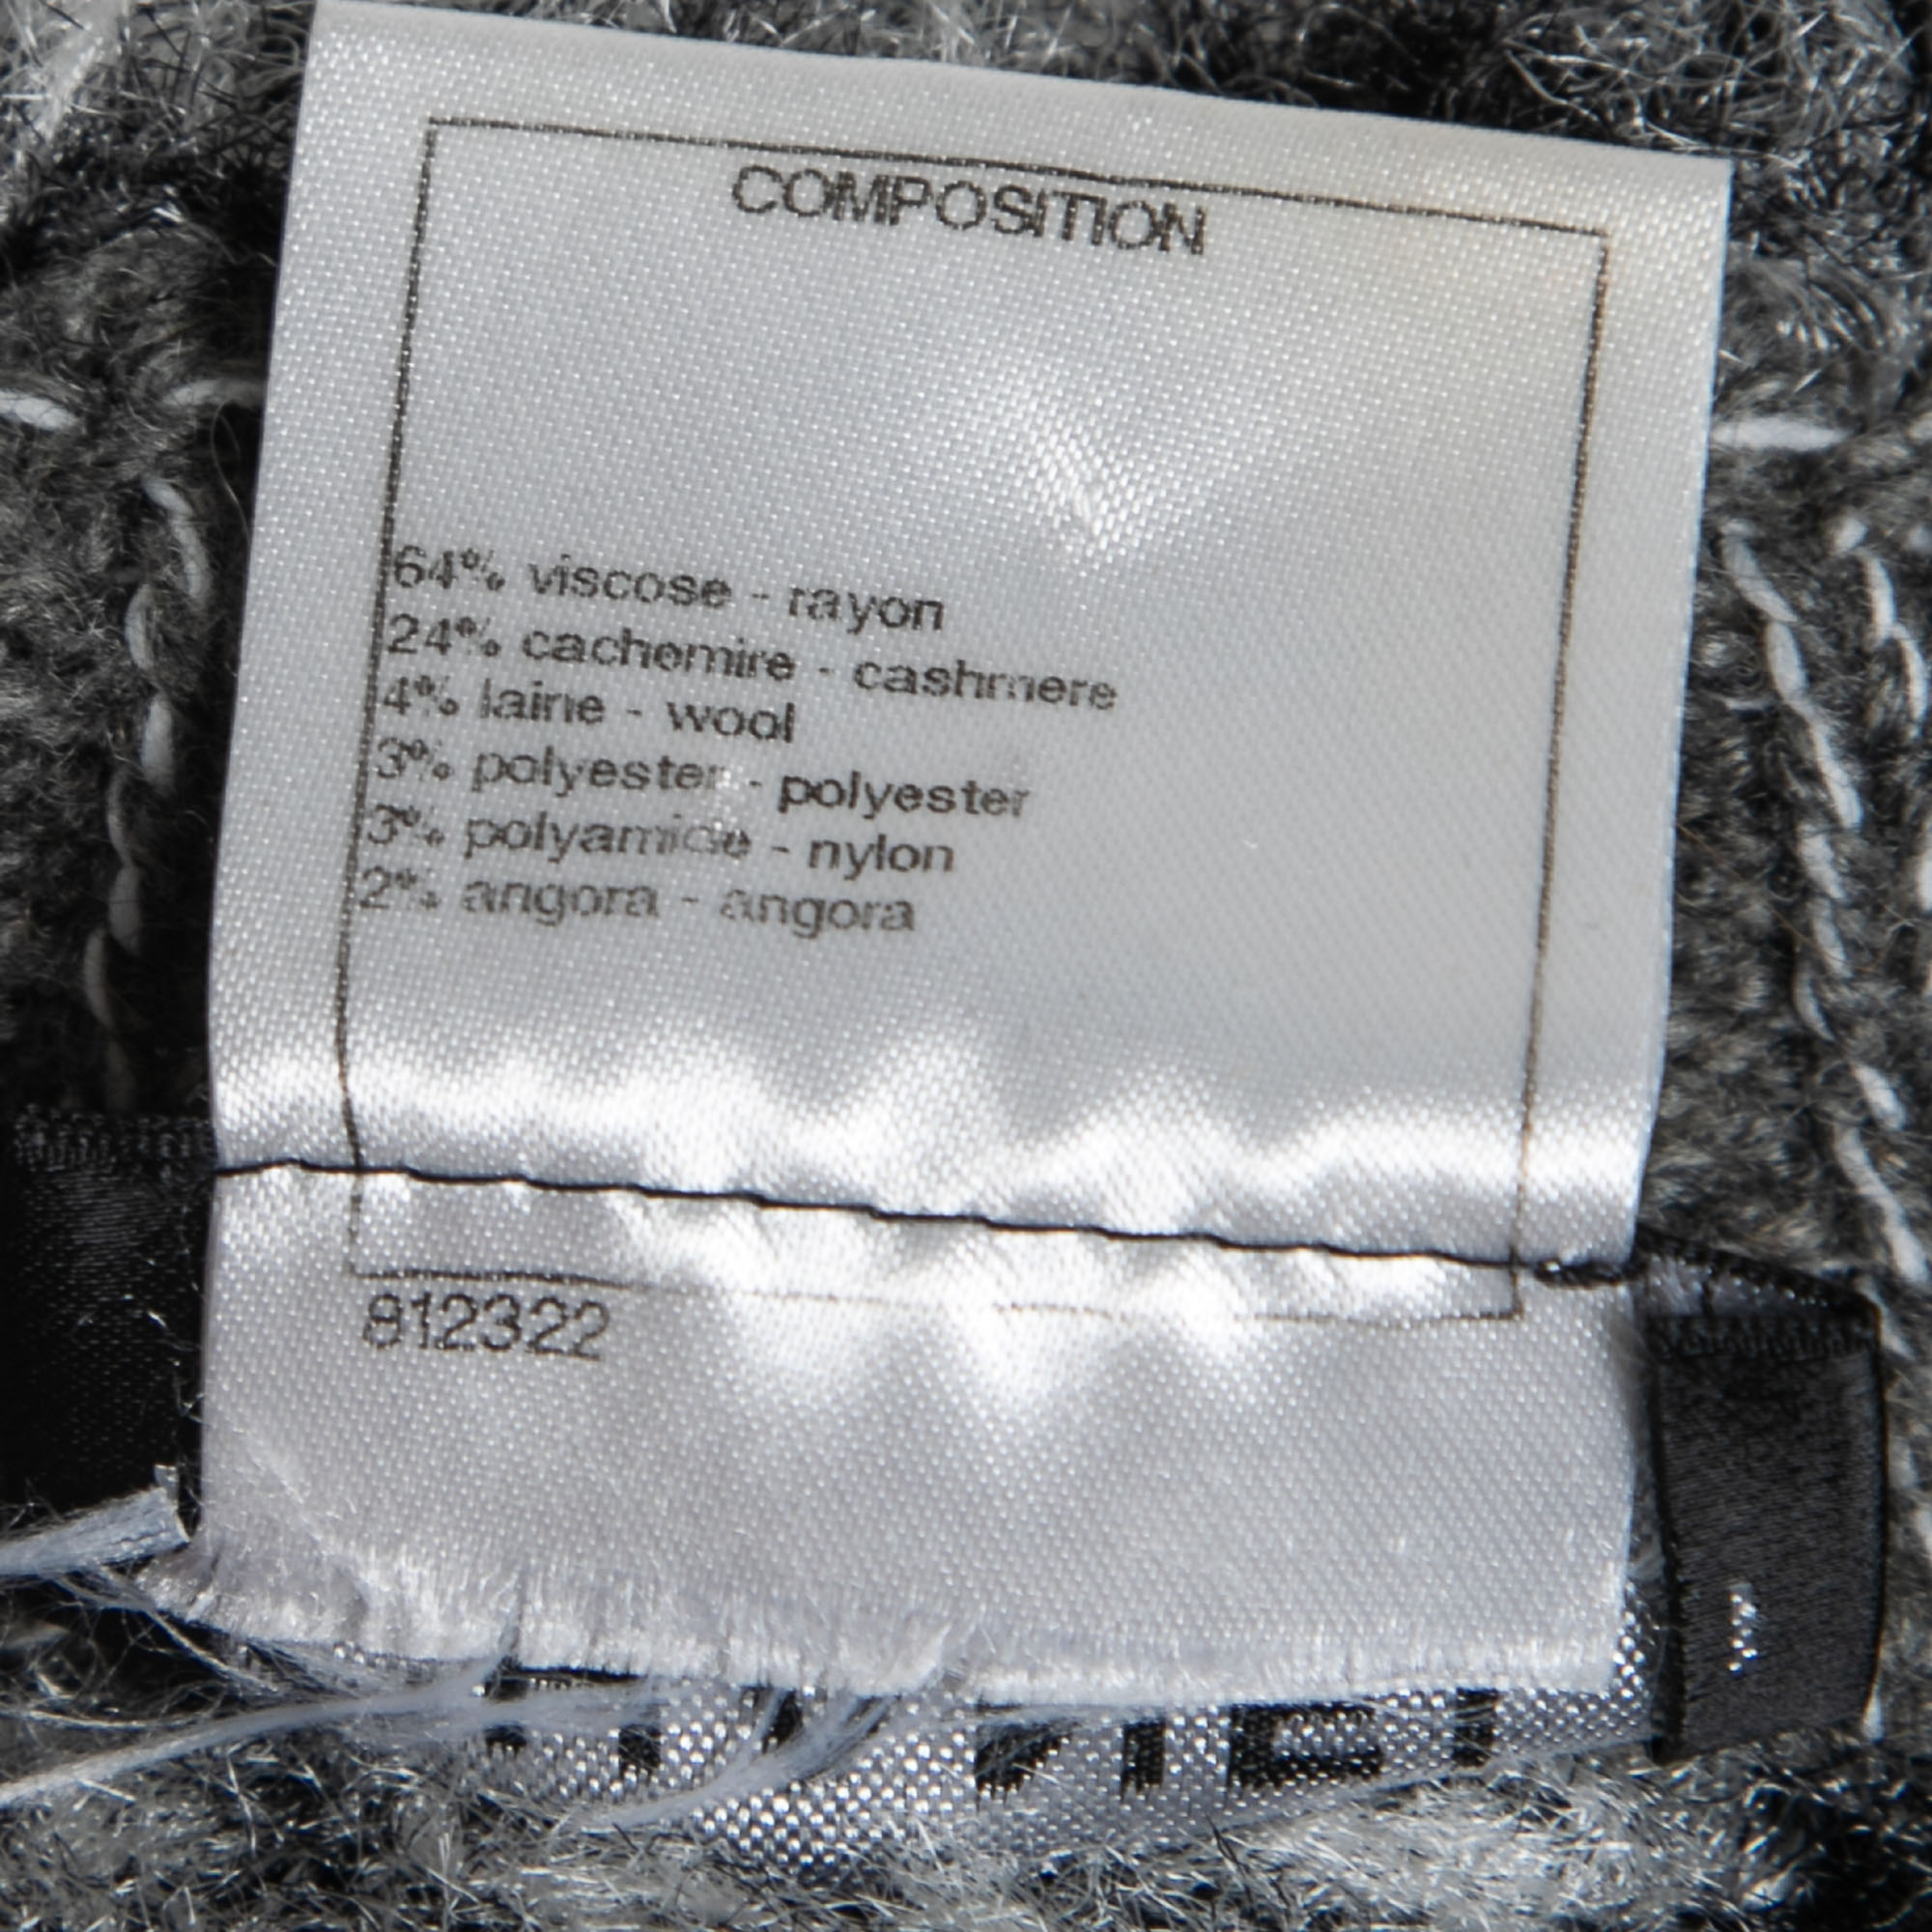 COMPOSITION
64% viscose - rayon
24% cachemire - cashmere
4% laine - wool
3% polyester - polyester
3% polyamide - nylon
2% angora - angora
812322